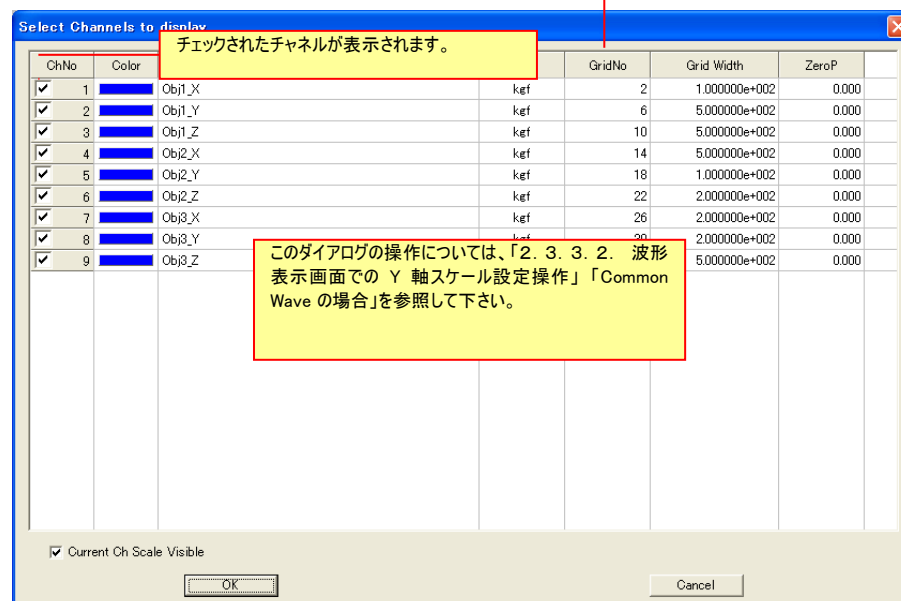 Select Channels to display
チェックされたチャネルが表示されます。
ChNo Color GridNo Grid Width ZeroP
1 Obj1_X kgf 2 1.000000e+002 0.000
2 Obj1_Y kgf 6 5.000000e+002 0.000
3 Obj1_Z kgf 10 5.000000e+002 0.000
4 Obj2_X kgf 14 5.000000e+002 0.000
5 Obj2_Y kgf 18 1.000000e+002 0.000
6 Obj2_Z kgf 22 2.000000e+002 0.000
7 Obj3_X kgf 26 2.000000e+002 0.000
8 Obj3_Y 2.000000e+002 0.000
9 Obj3_Z 5.000000e+002 0.000
このダイアログの操作については、「２．３．３．２． 波形
表示画面での Y 軸スケール設定操作」「Common
Wave の場合」を参照して下さい。
Current Ch Scale Visible
OK Cancel